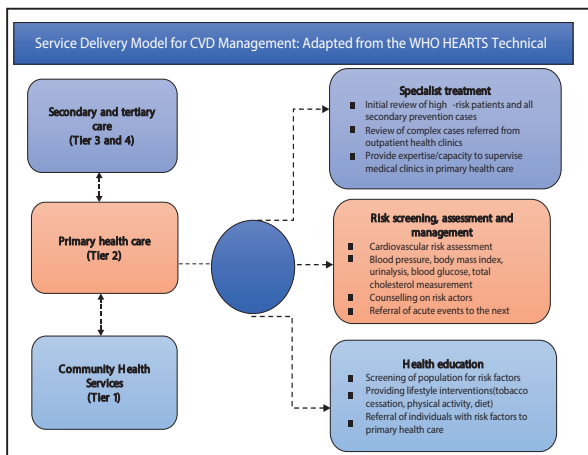 Service Delivery Model for CVD Management: Adapted from the WHO HEARTS Technical
Secondary and tertiary
care
(Tier 3 and 4)
Primary health care
(Tier 2)
Community Health
Services
(Tier 1)
Specialist treatment
■ Initial review of high -risk patients and all
secondary prevention cases
■ Review of complex cases referred from
outpatient health clinics
■ Provide expertise/capacity to supervise
medical clinics in primary health care
Risk screening, assessment and
management
■ Cardiovascular risk assessment
■ Blood pressure, body mass index,
urinalysis, blood glucose, total
cholesterol measurement
■ Counselling on risk actors
■ Referral of acute events to the next
Health education
■ Screening of population for risk factors
■ Providing lifestyle interventions(tobacco
cessation, physical activity, diet)
■ Referral of individuals with risk factors to
primary health care